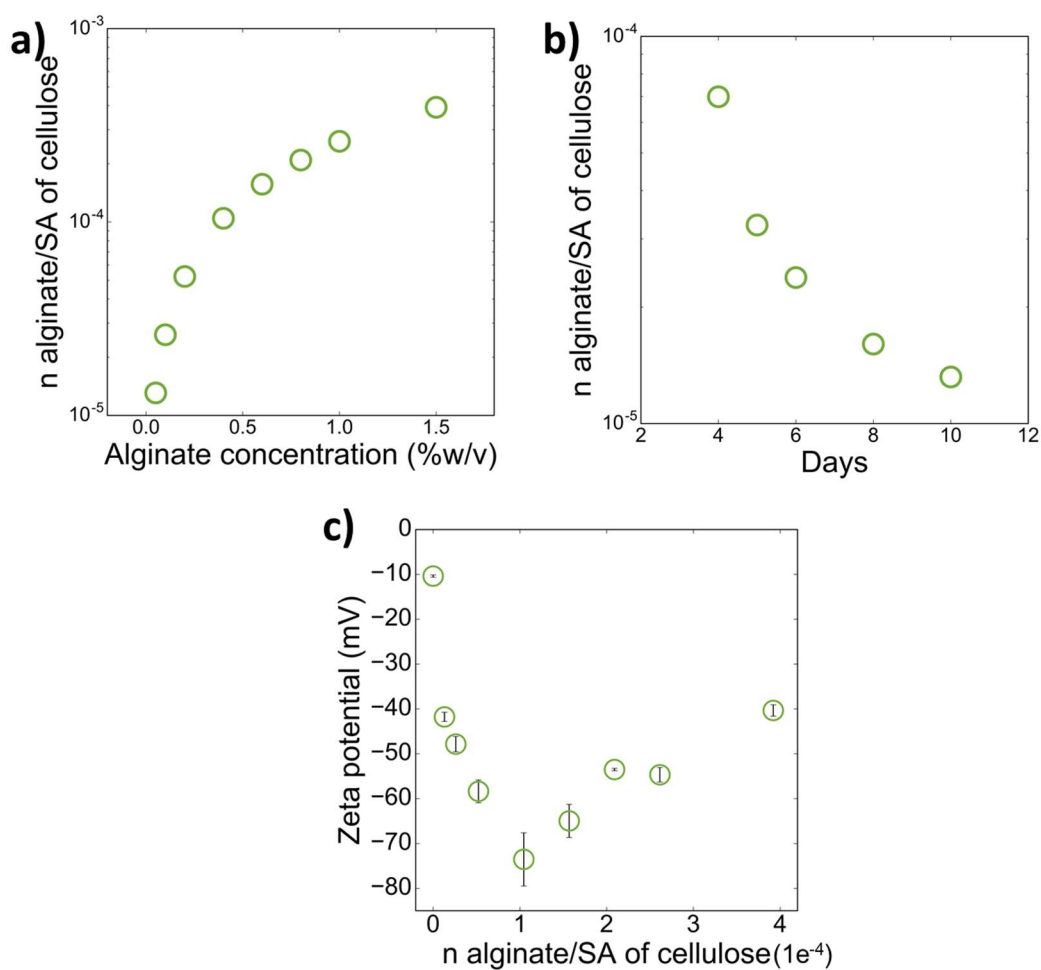 a)
n alginate/SA of cellulose
10-3
10-4
10-5
0.0 0.5 1.0 1.5
Alginate concentration (%w/v)
b)
n alginate/SA of cellulose
10-4
10-5
2 4 6 8 10 12
Days
c)
Zeta potential (mV)
0
−10
−20
−30
−40
−50
−60
−70
−80
0 1 2 3 4
n alginate/SA of cellulose(1e-4)